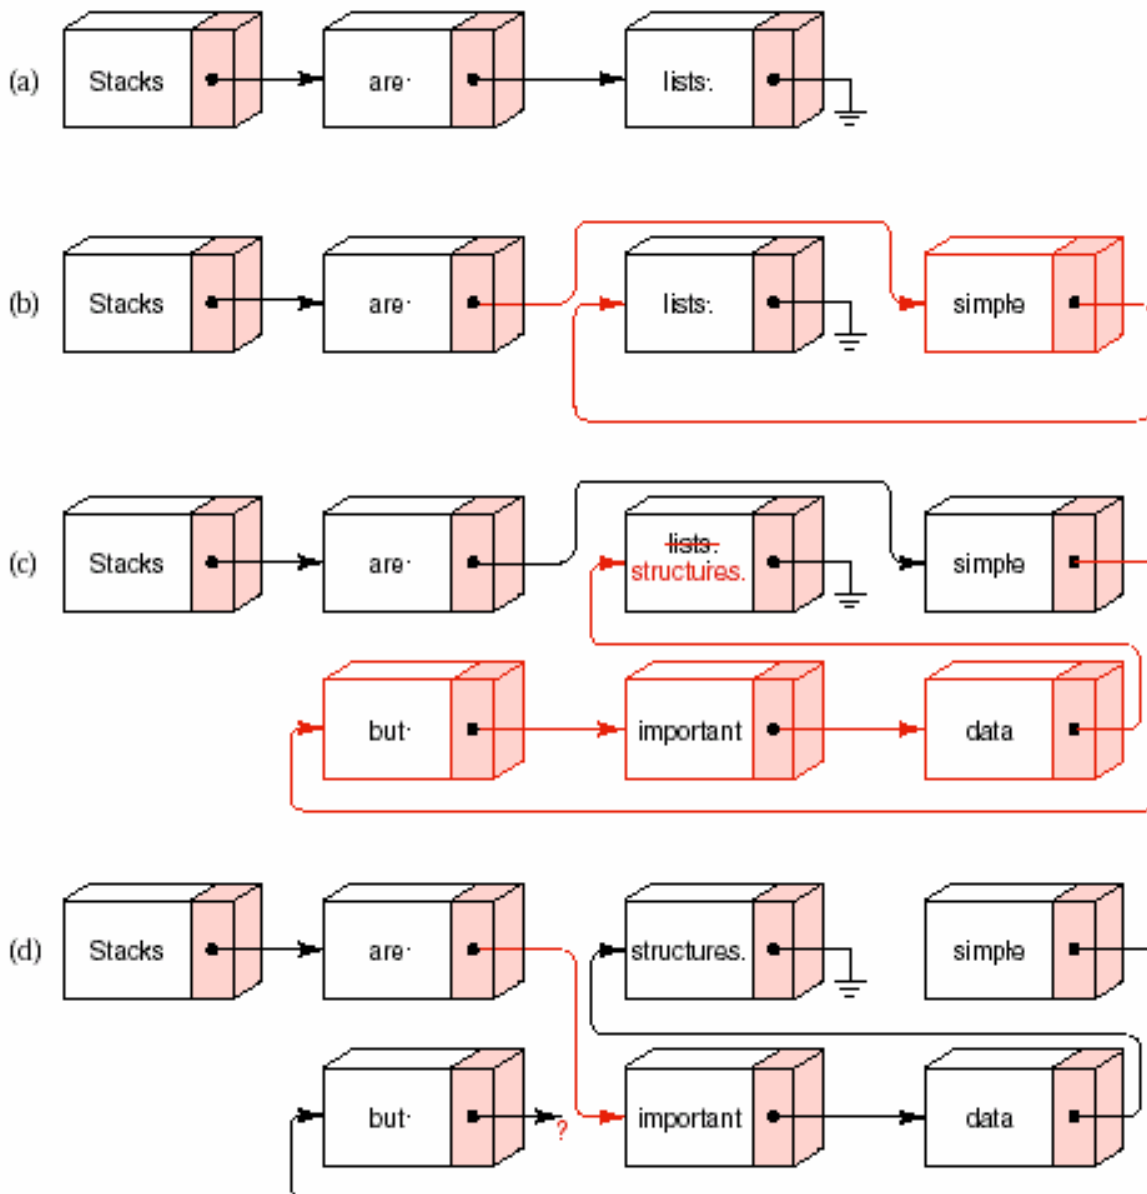 (a) Stacks are lists.
(b) Stacks are lists. simple
(c) Stacks are lists. simple
structures.
but important data
(d) Stacks are structures. simple
but ? important data